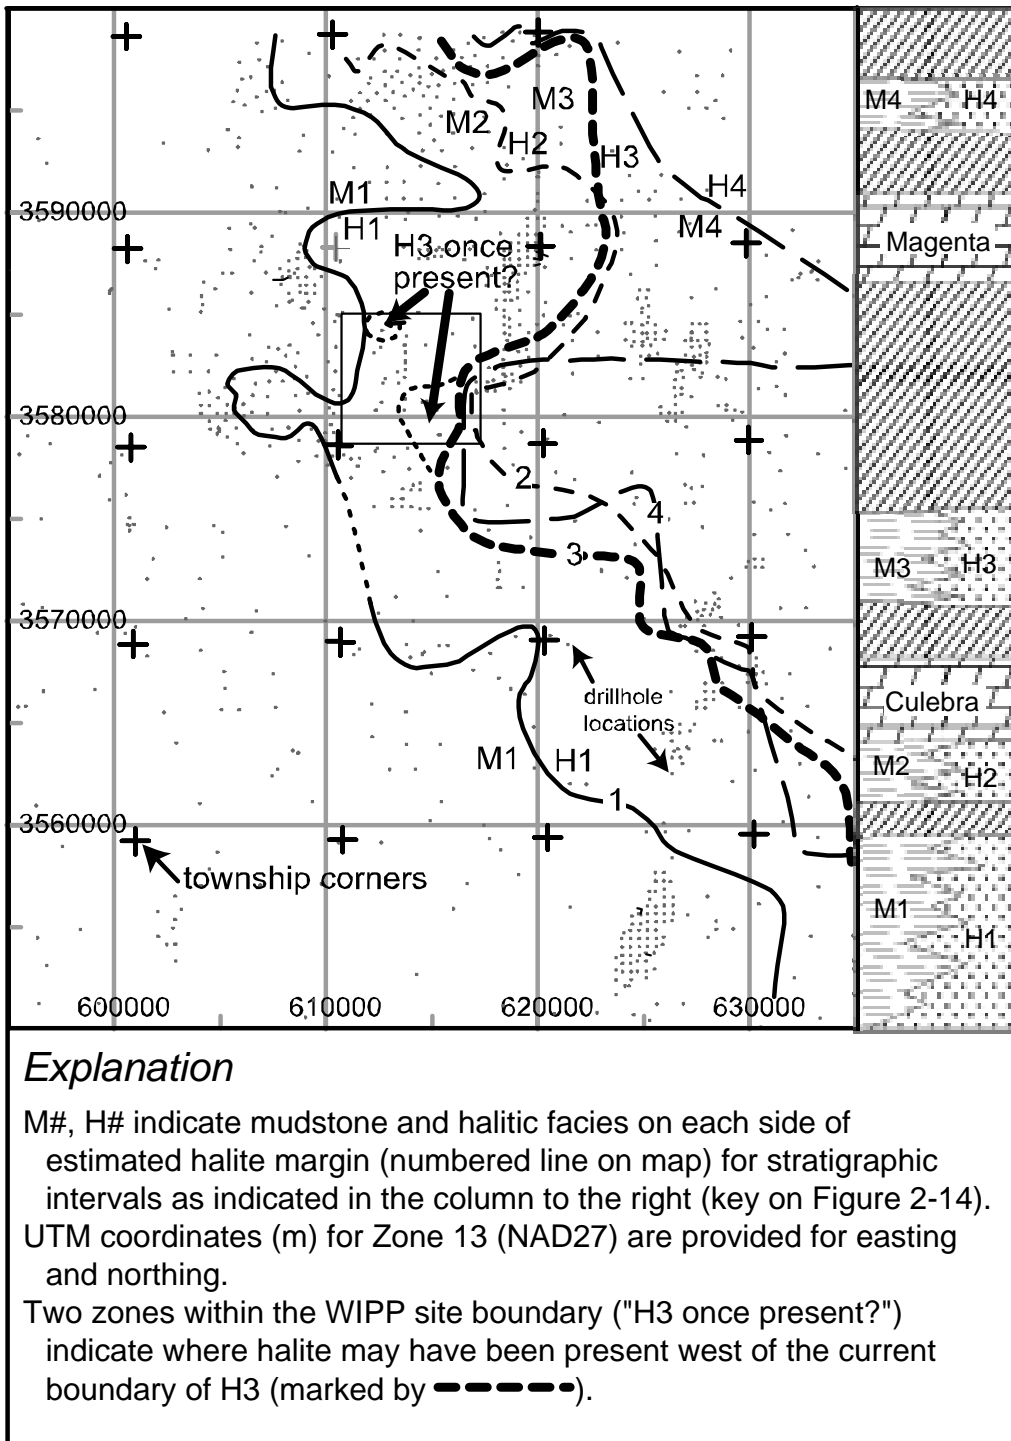 M4 H4
M3
M2
H2
H3
H4
M1
3590000
H1
M4
H3 once
present?
Magenta
3580000
2
4
3
M3 H3
3570000
drillhole
locations
Culebra
M1 H1
M2 H2
1
3560000
township corners
M1
H1
600000 610000 620000 630000
Explanation
M#, H# indicate mudstone and halitic facies on each side of
estimated halite margin (numbered line on map) for stratigraphic
intervals as indicated in the column to the right (key on Figure 2-14).
UTM coordinates (m) for Zone 13 (NAD27) are provided for easting
and northing.
Two zones within the WIPP site boundary ("H3 once present?")
indicate where halite may have been present west of the current
boundary of H3 (marked by ).